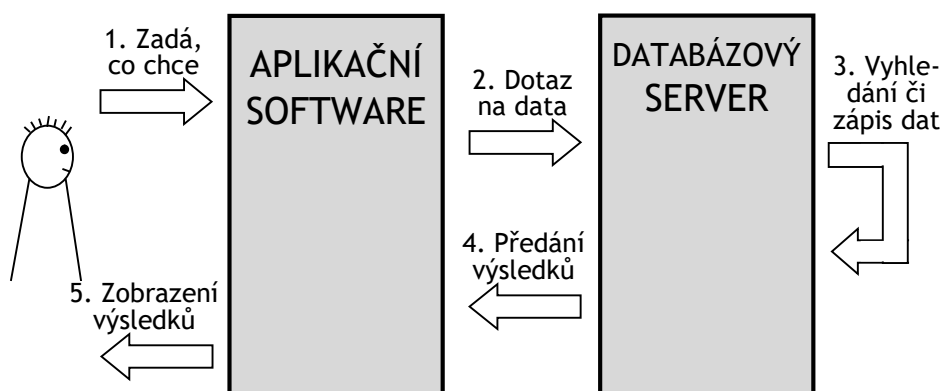 1. Zadá,
co chce
APLIKAČNÍ
SOFTWARE
2. Dotaz
na data
DATABÁZOVÝ
SERVER
3. Vyhle-
dání či
zápis dat
4. Předání
výsledků
5. Zobrazení
výsledků